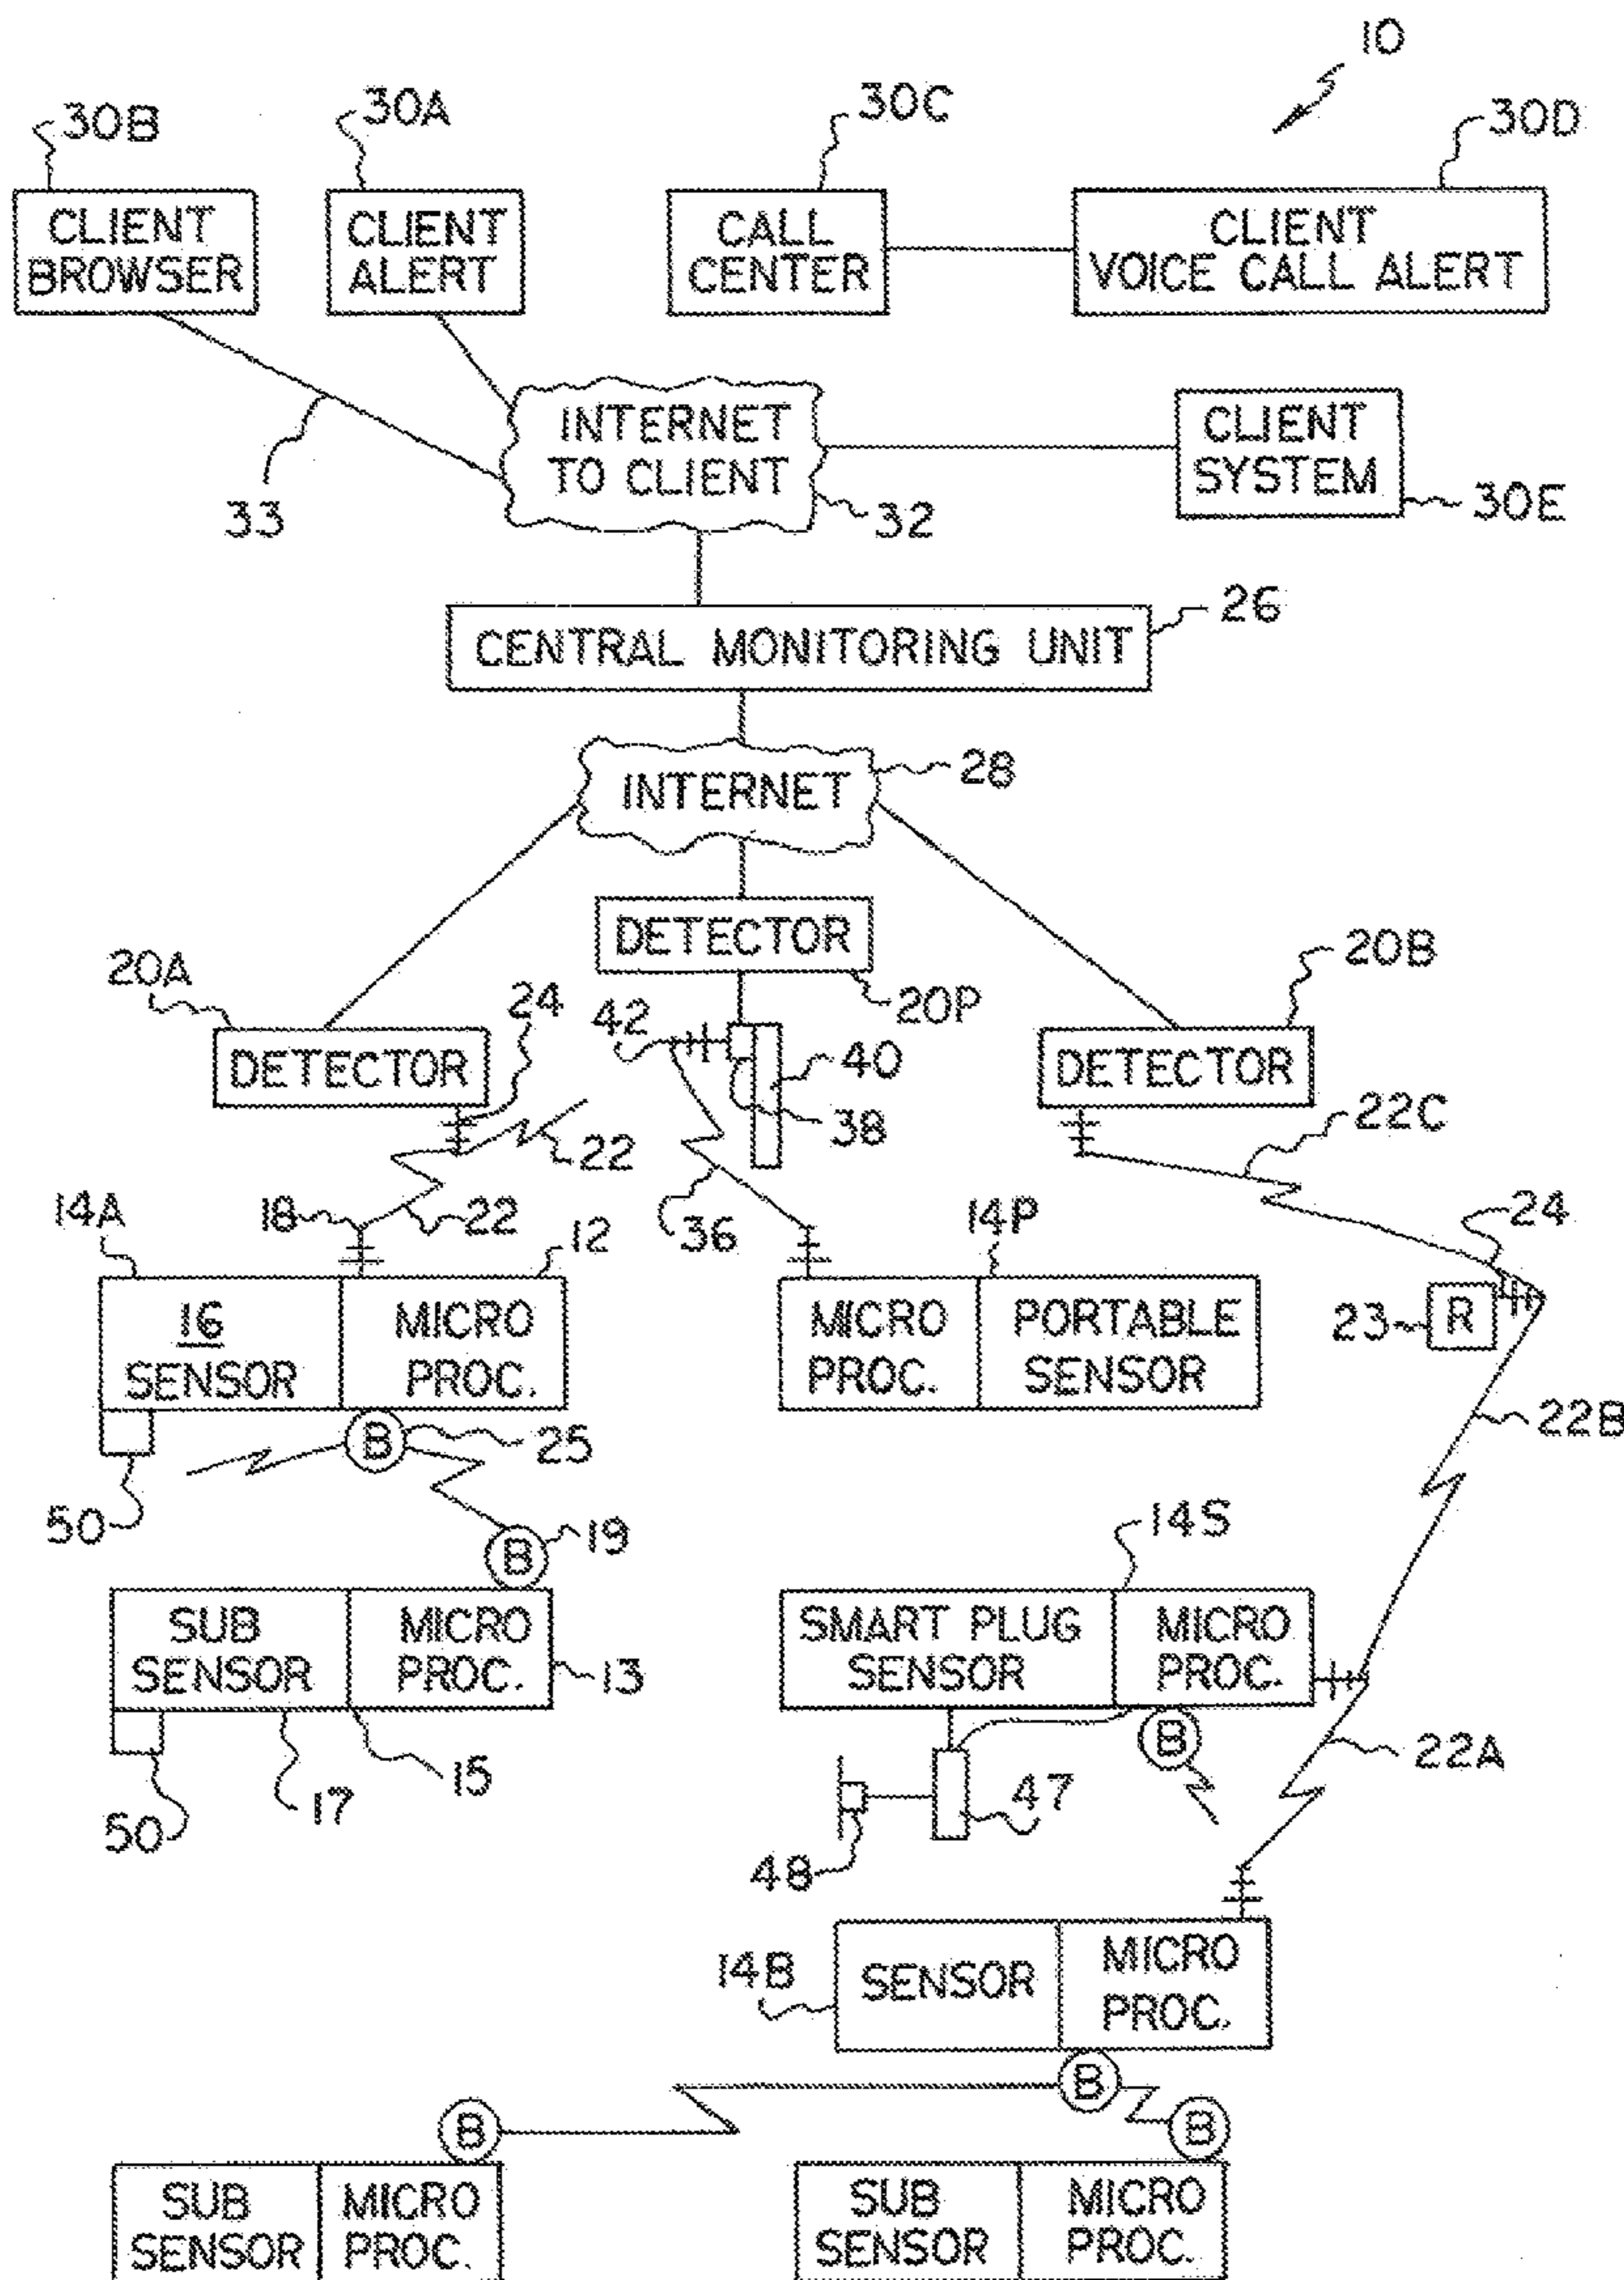 10
30B
30A
30C
30D
CLIENT
BROWSER
CLIENT
ALERT
CALL
CENTER
CLIENT
VOICE CALL ALERT
INTERNET
TO CLIENT
CLIENT
SYSTEM
33
32
30E
CENTRAL MONITORING UNIT
26
INTERNET
28
DETECTOR
20A
20P
20B
24
42
DETECTOR
40
DETECTOR
38
22C
22
14A
18
22
12
36
14P
24
16
SENSOR
MICRO
PROC.
MICRO
PROC.
PORTABLE
SENSOR
23
R
B
25
22B
50
19
B
14S
SUB
SENSOR
MICRO
PROC.
13
SMART PLUG
SENSOR
MICRO
PROC.
B
22A
50
17
15
47
48
14B
SENSOR
MICRO
PROC.
B
B
B
SUB
SENSOR
MICRO
PROC.
SUB
SENSOR
MICRO
PROC.